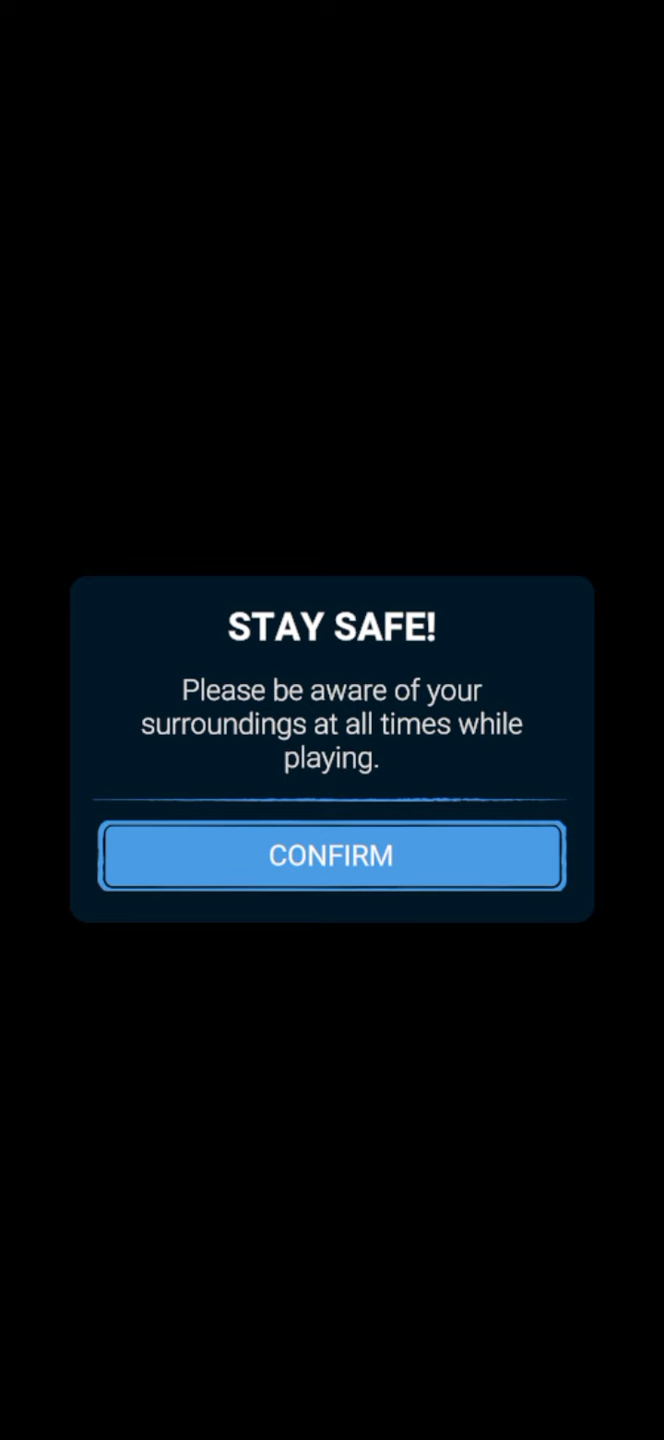 STAY SAFE!
Please be aware of your
surroundings at all times while
playing.
CONFIRM